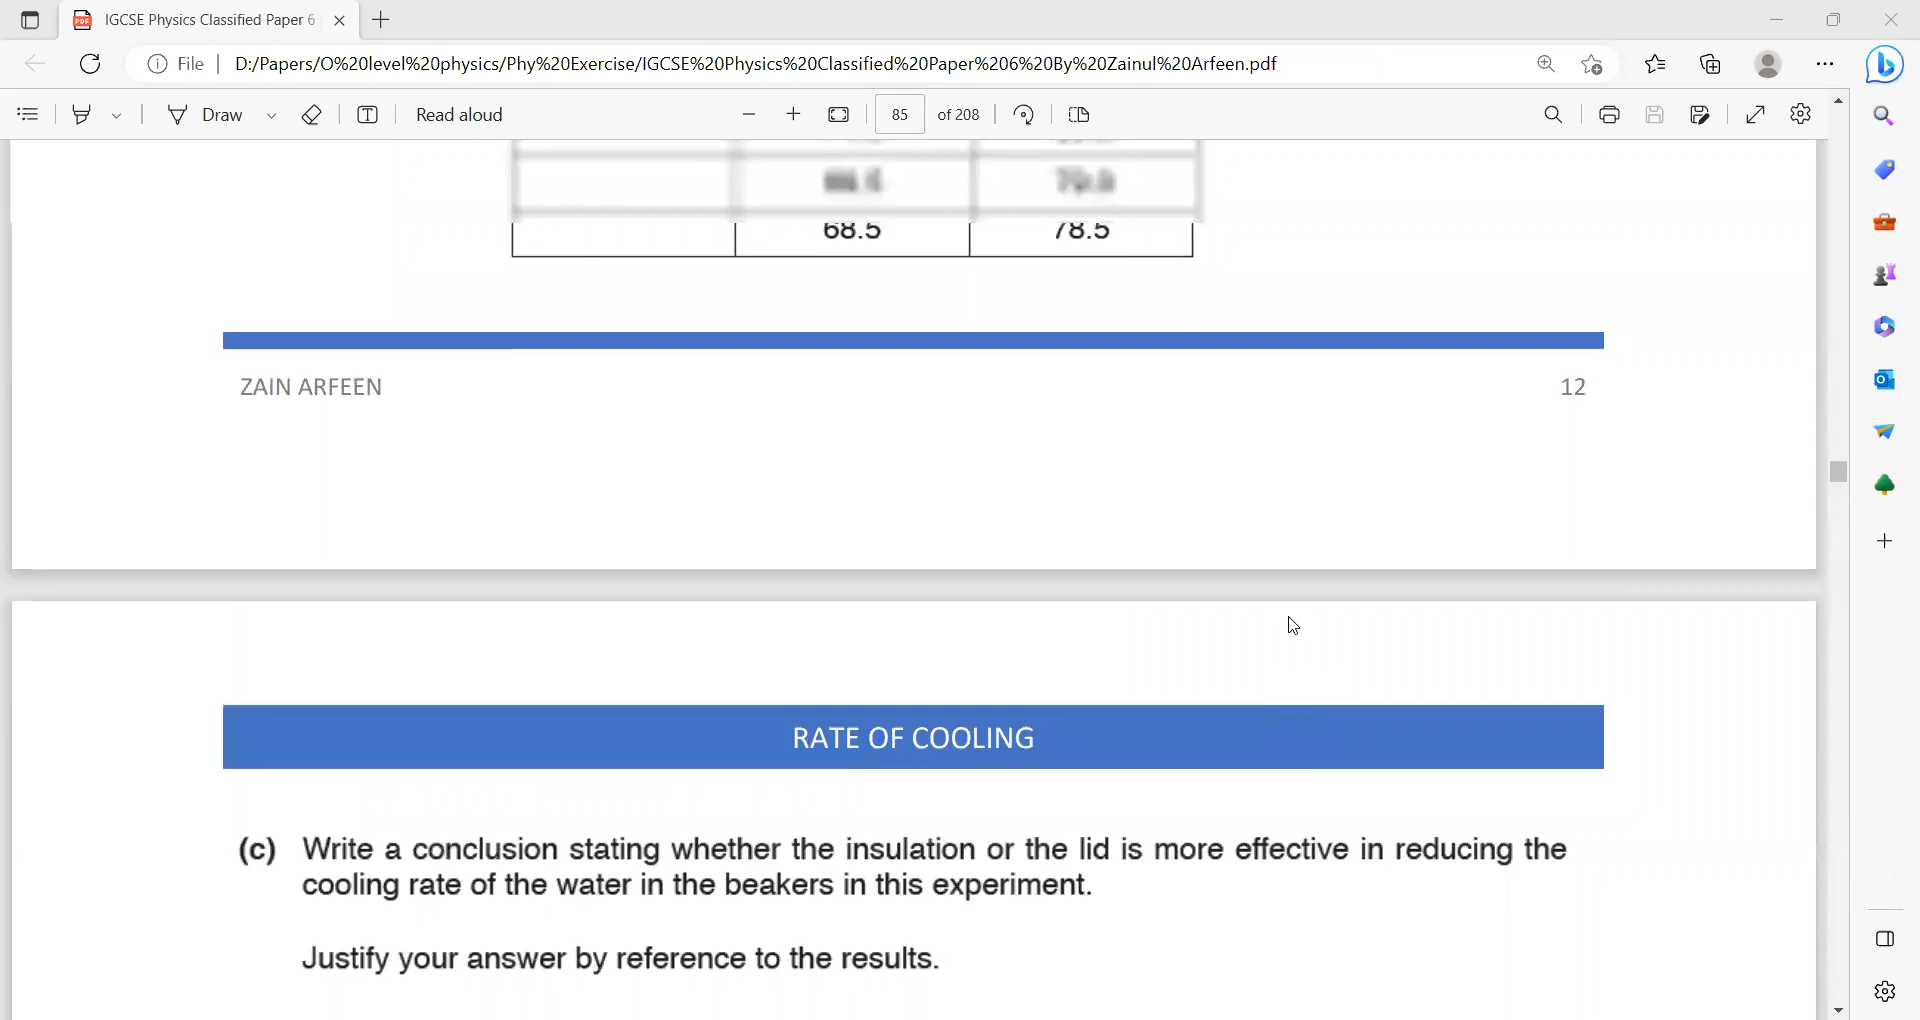 IGCSE Physics Classified Paper 6
File
D:/Papers/O%20level%20physics/Phy%20Exercise/IGCSE%20Physics%20Classified%20Paper%206%20By%20Zainul%20Arfeen.pdf
Draw
Read aloud
85 of 208
68.5 78.5
ZAIN ARFEEN 12
RATE OF COOLING
(c) Write a conclusion stating whether the insulation or the lid is more effective in reducing the
cooling rate of the water in the beakers in this experiment.
Justify your answer by reference to the results.